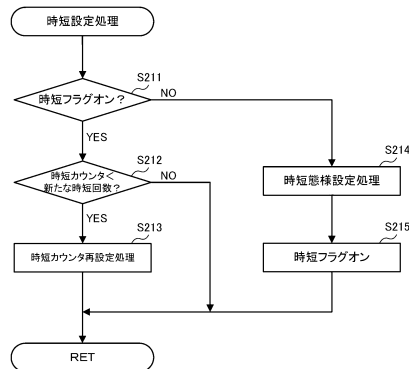 時短設定処理
S211
時短フラグオン？
NO
YES
S212
時短カウンタ＜
新たな時短回数？
NO
YES
S213
時短カウンタ再設定処理
S214
時短態様設定処理
S215
時短フラグオン
RET